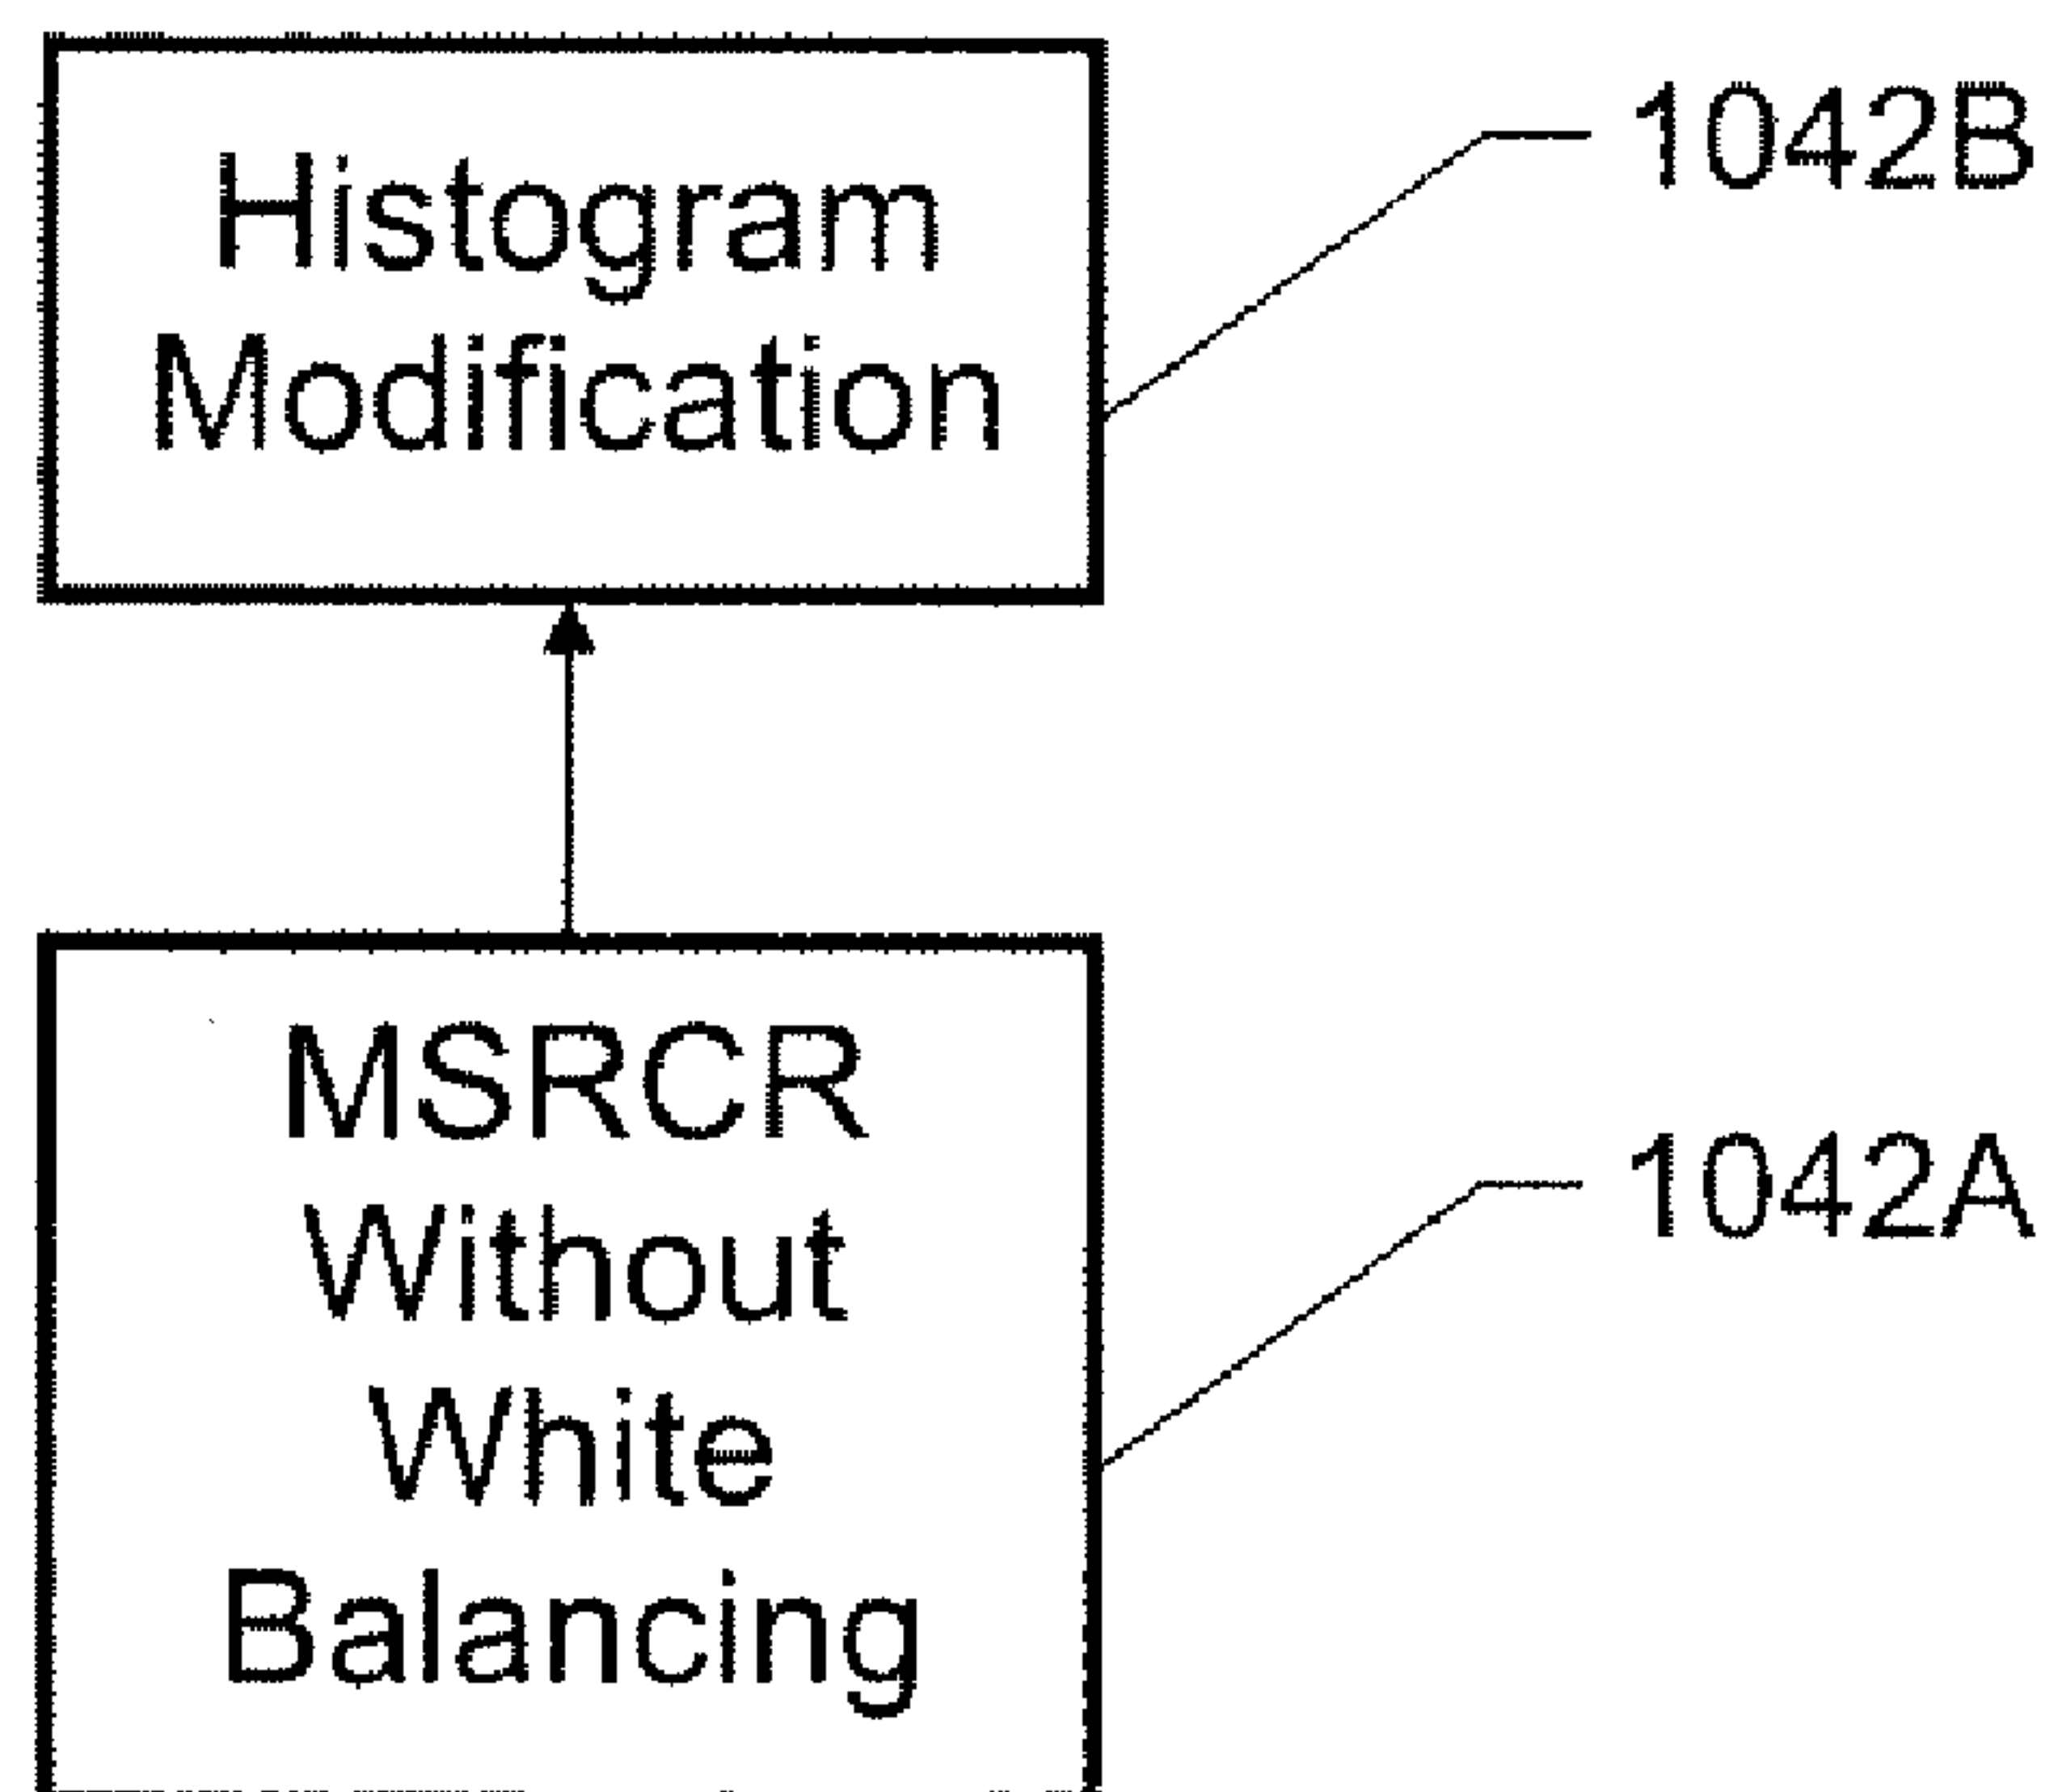 Histogram
Modification
1042B
MSRCR
Without
White
Balancing
1042A